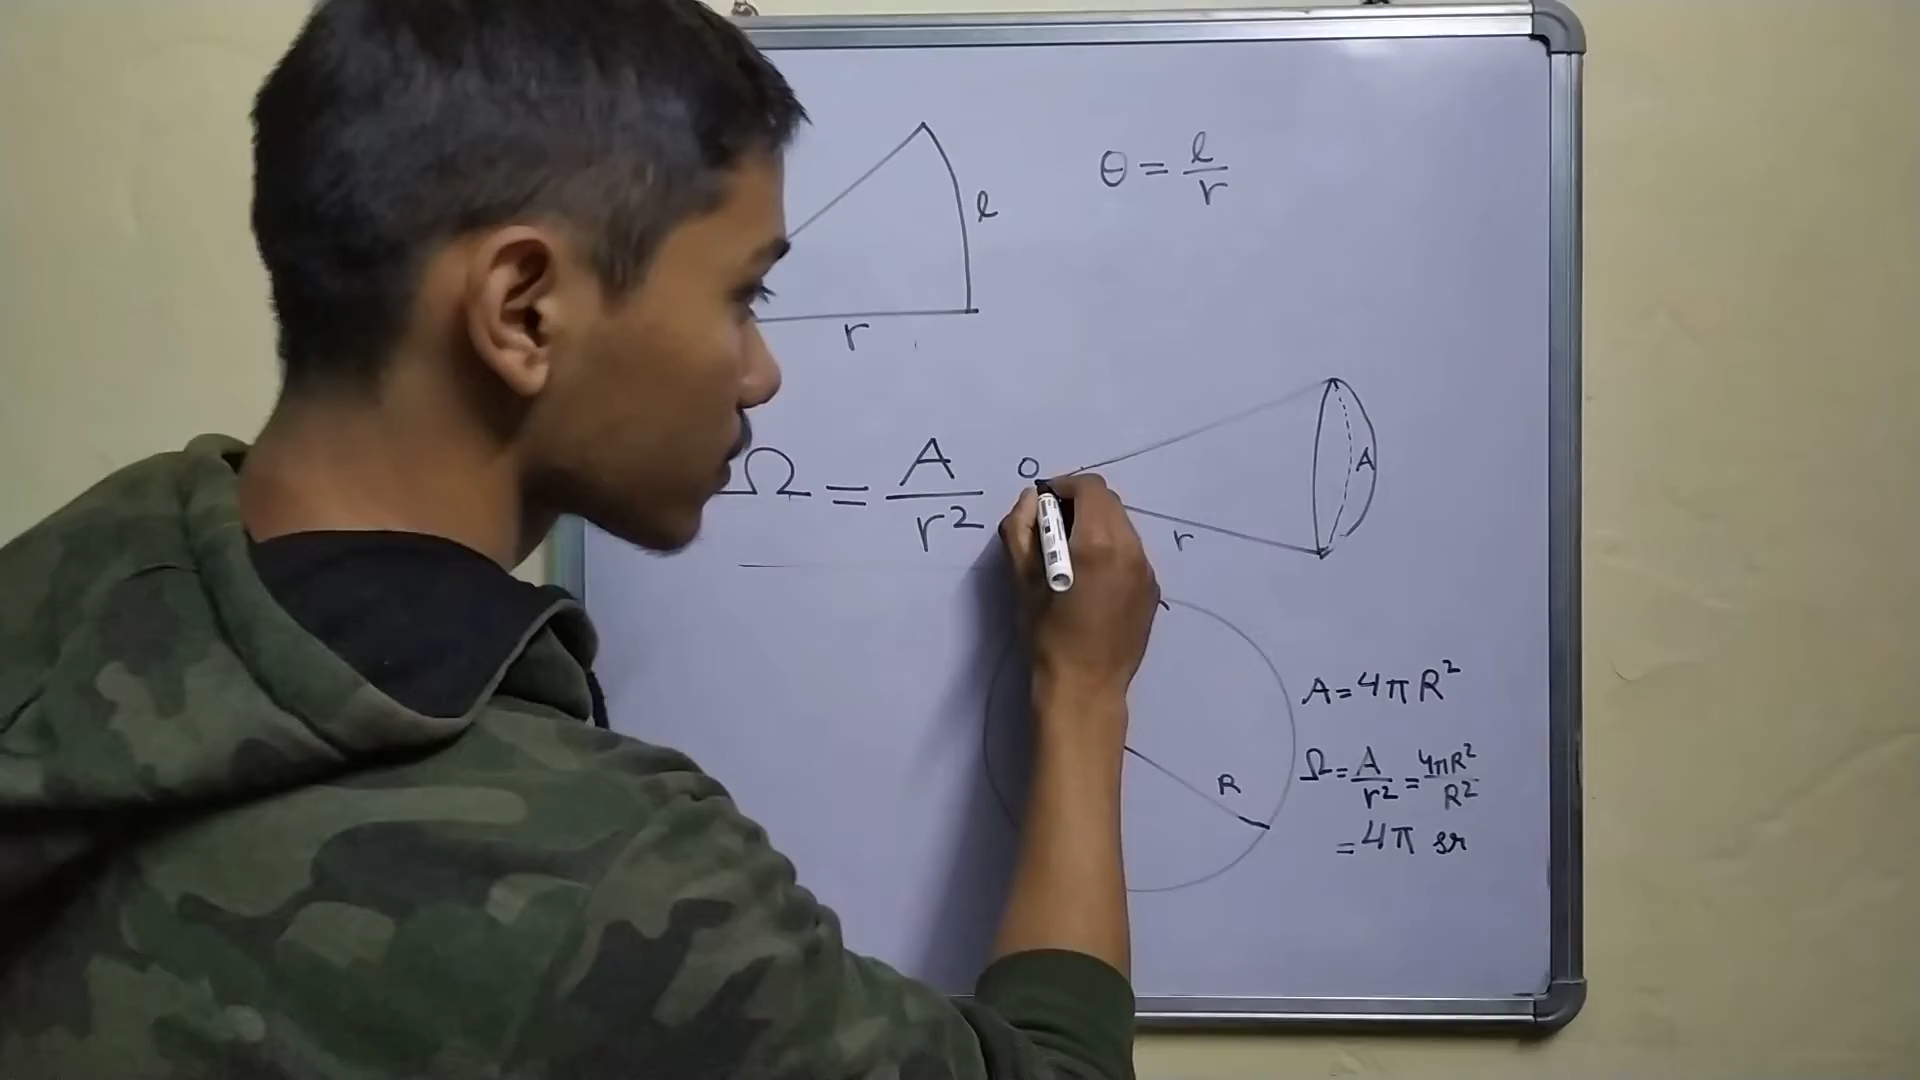 θ = l/r
l
r
Ω = A/r²
O
A
r
R
A = 4πR²
Ω = A/r² = 4πR²/R²
= 4π sr